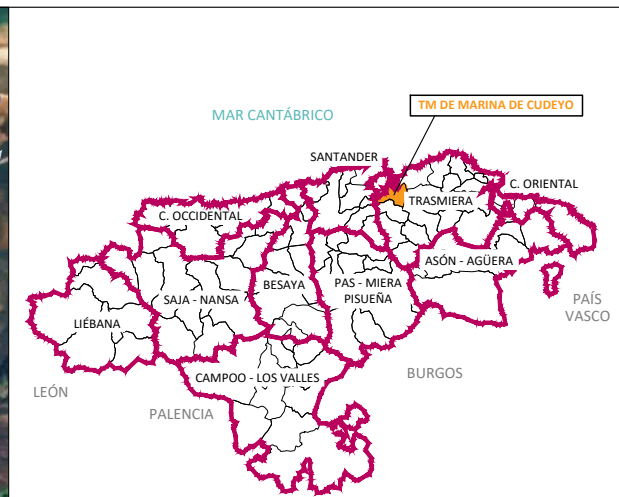 TM DE MARINA DE CUDEYO
MAR CANTÁBRICO
SANTANDER
C. ORIENTAL
TRASMIERA
C. OCCIDENTAL
ASÓN - AGÜERA
BESAYA
PAS - MIERA
PISUEÑA
SAJA - NANSA
PAÍS
VASCO
LIÉBANA
BURGOS
CAMPOO - LOS VALLES
LEÓN
PALENCIA